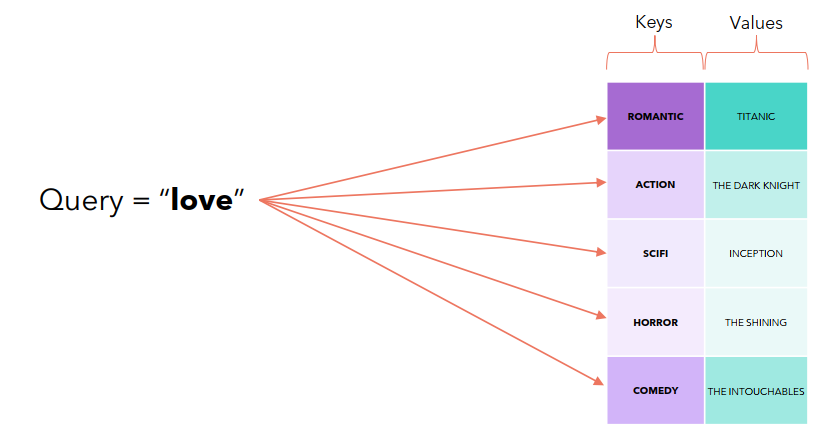 Keys Values
ROMANTIC TITANIC
ACTION THE DARK KNIGHT
Query = “love”
SCIFI INCEPTION
HORROR THE SHINING
COMEDY THE INTOUCHABLES